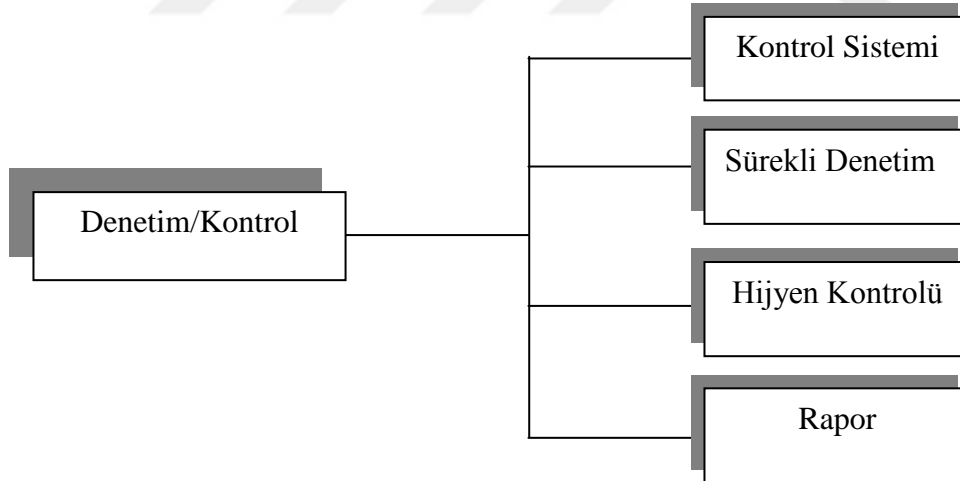 Kontrol Sistemi
Sürekli Denetim
Denetim/Kontrol
Hijyen Kontrolü
Rapor